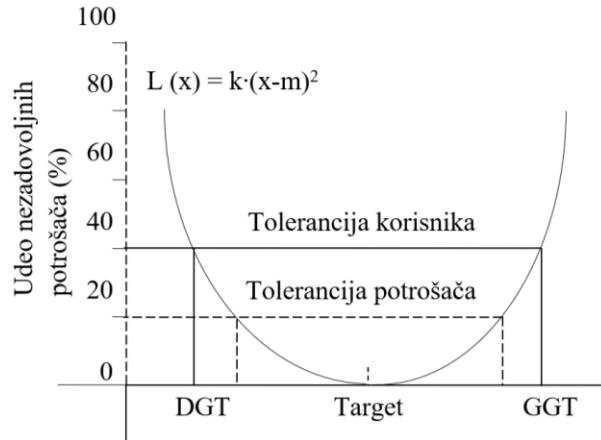 100
80
60
40
20
0
Udeo nezadovoljnih
potrošača (%)
L (x) = k·(x-m)²
Tolerancija korisnika
Tolerancija potrošača
DGT
Target
GGT